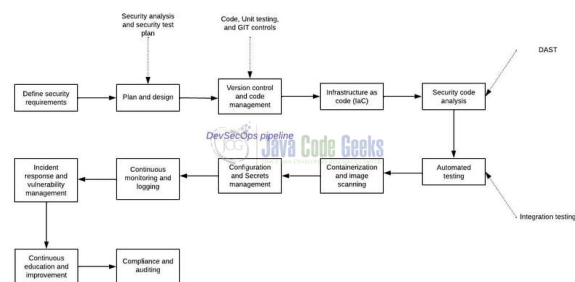 Security analysis
and security test
plan
Code, Unit testing,
and GIT controls
DAST
Define security
requirements
Plan and design
Version control
and code
management
Infrastructure as
code (IaC)
Security code
analysis
DevSecOps pipeline
JCG
Java Code Geeks
Incident
response and
vulnerability
management
Continuous
monitoring and
logging
Configuration
and Secrets
management
Containerization
and image
scanning
Automated
testing
Integration testing
Continuous
education and
improvement
Compliance and
auditing